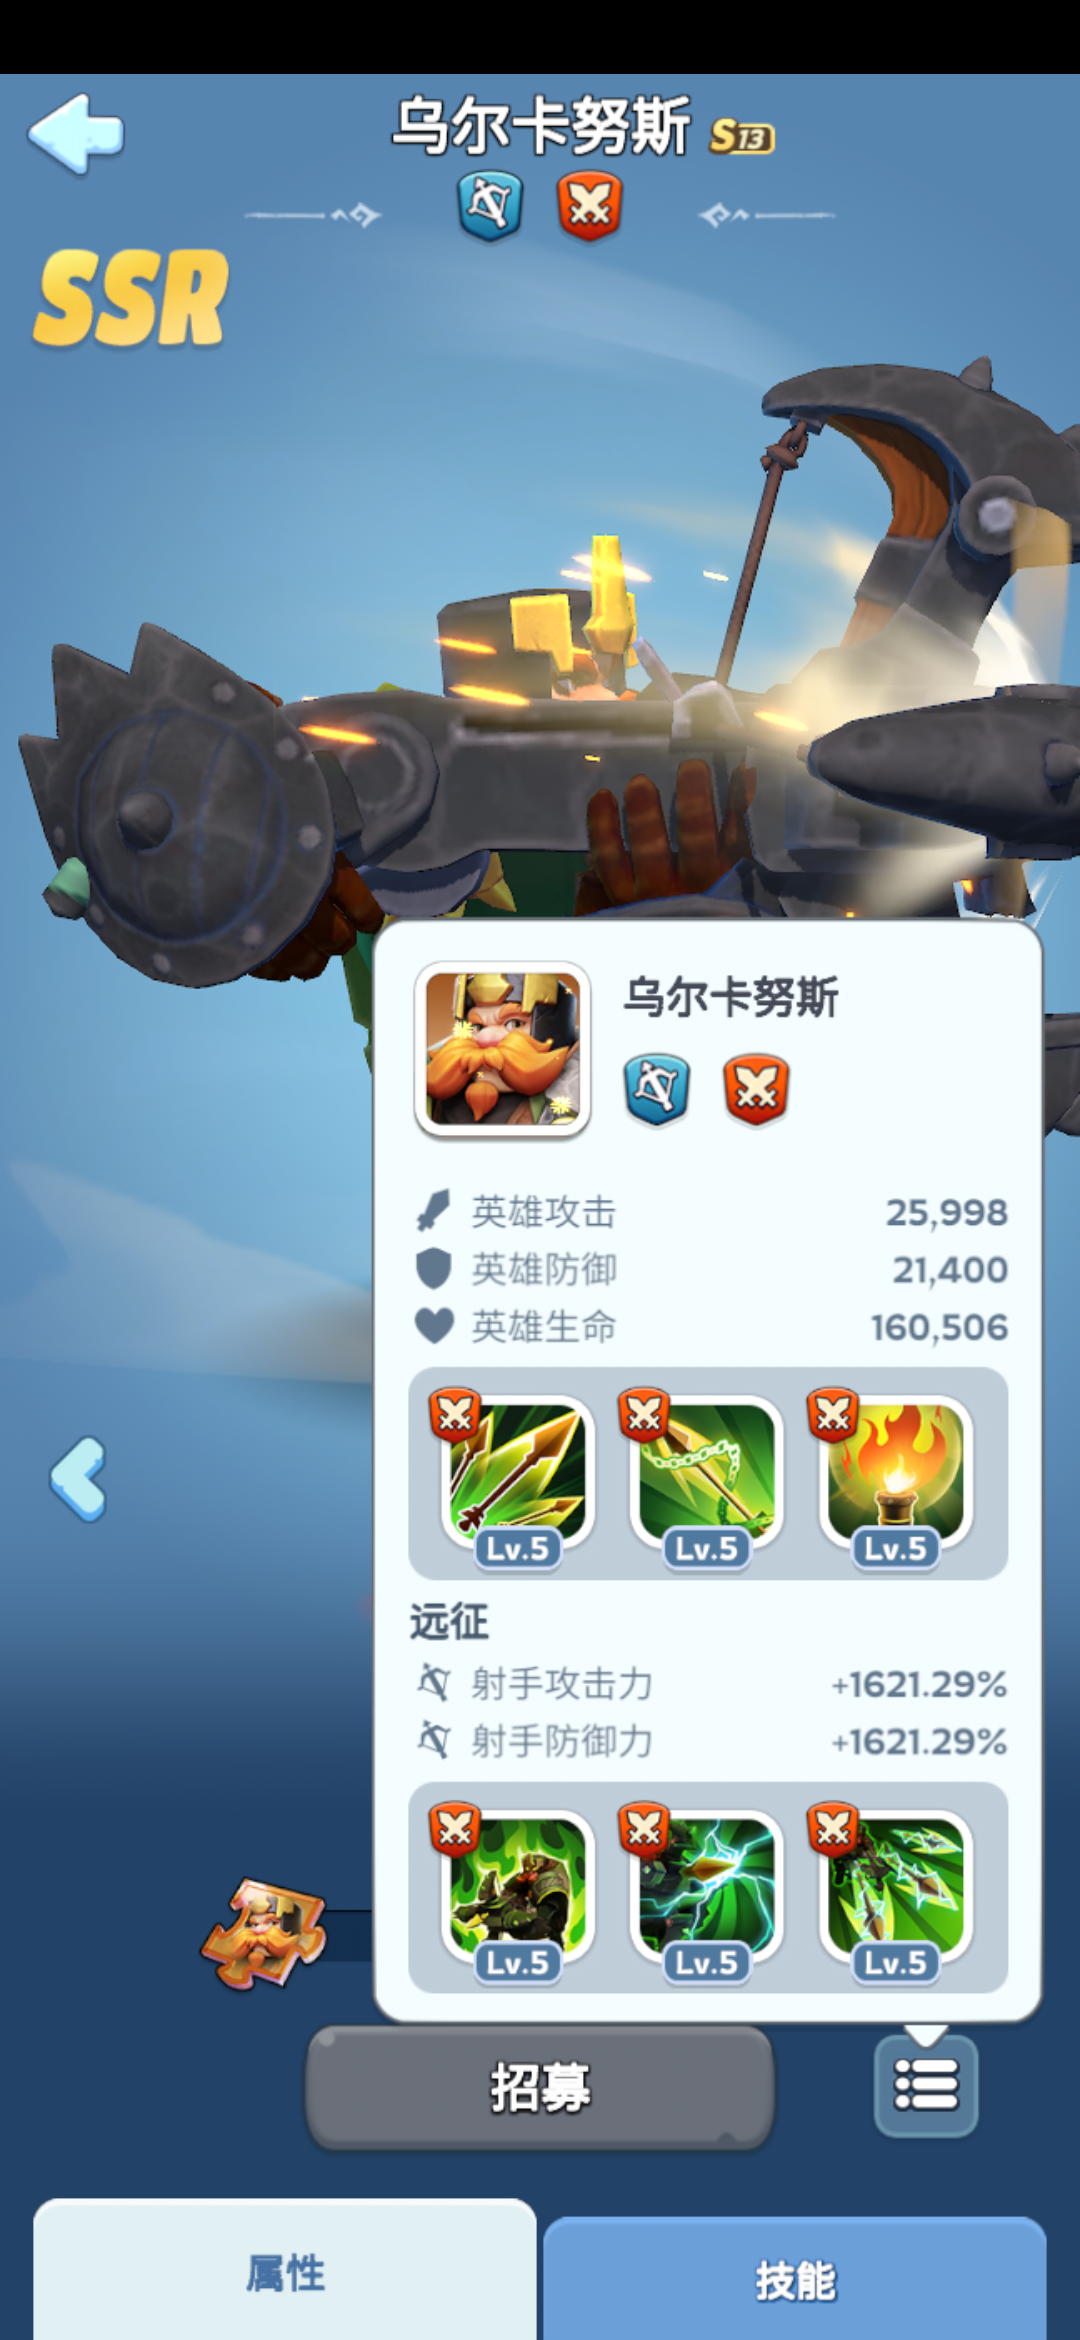 乌尔卡努斯 S13
SSR
乌尔卡努斯
英雄攻击 25,998
英雄防御 21,400
英雄生命 160,506
Lv.5 Lv.5 Lv.5
远征
射手攻击力 +1621.29%
射手防御力 +1621.29%
Lv.5 Lv.5 Lv.5
招募
属性 技能